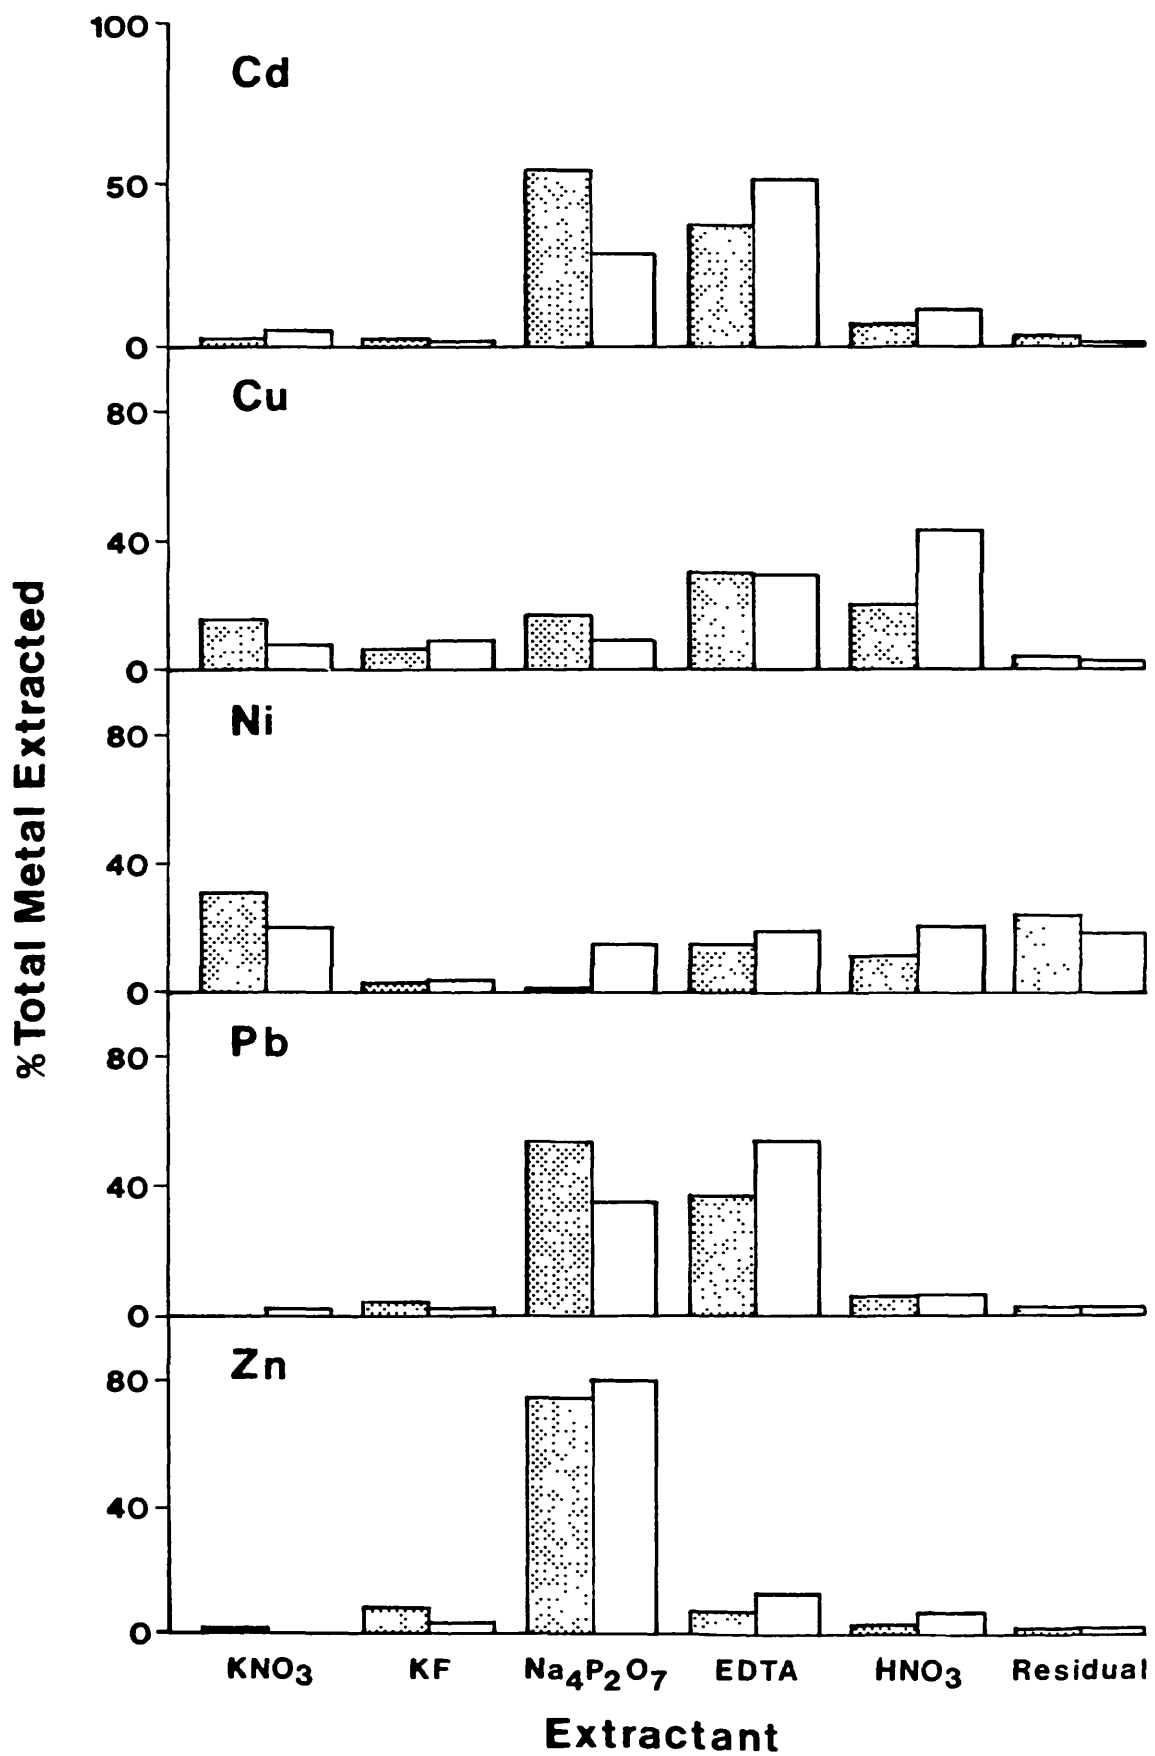 100
Cd
50
0
Cu
80
40
0
Ni
80
40
0
Pb
80
40
0
Zn
80
40
0
% Total Metal Extracted
KNO₃ KF Na₄P₂O₇ EDTA HNO₃ Residual
Extractant